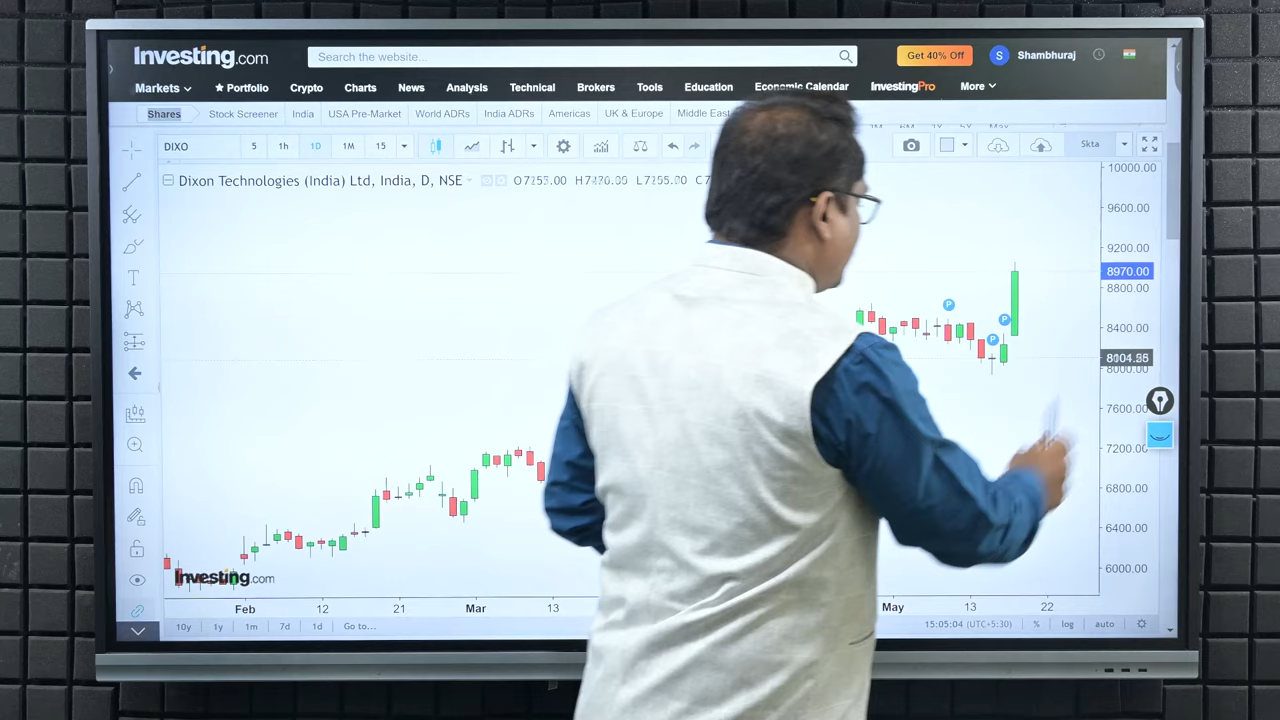 Investing.com Search the website... Get 40% Off S Shambhuraj
Markets Portfolio Crypto Charts News Analysis Technical Brokers Tools Education Economic Calendar InvestingPro More
Shares Stock Screener India USA Pre-Market World ADRs India ADRs Americas UK & Europe Middle East
DIXO 5 1h 1D 1M 15 Skta
Dixon Technologies (India) Ltd, India, D, NSE
10000.00
9600.00
9200.00
8970.00
8800.00
8400.00
8000.00
7600.00
7200.00
6800.00
6400.00
6000.00
P
P
P
Investing.com
Feb 12 21 Mar 13 May 13 22
10y 1y 1m 7d 1d Go to... 15:05:04 (UTC+5:30) % log auto